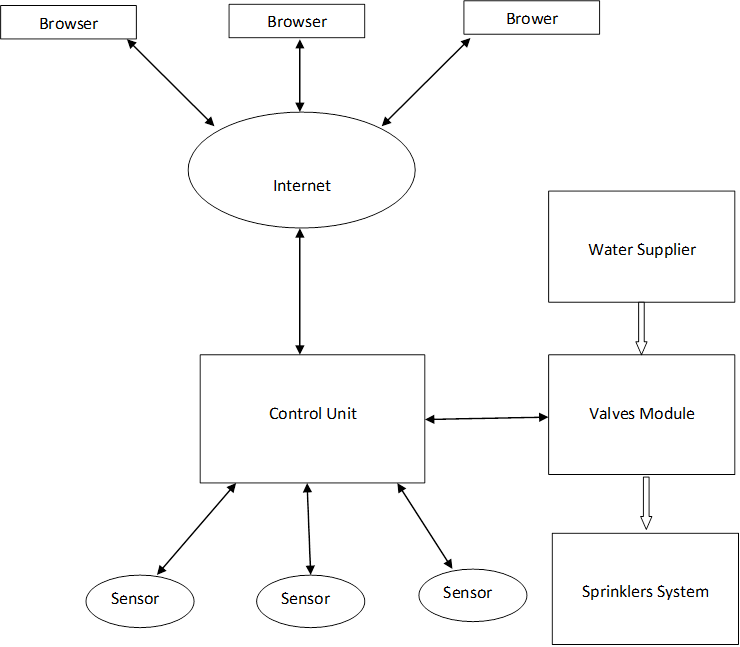 Browser
Browser
Brower
Internet
Water Supplier
Control Unit
Valves Module
Sensor
Sensor
Sensor
Sprinklers System